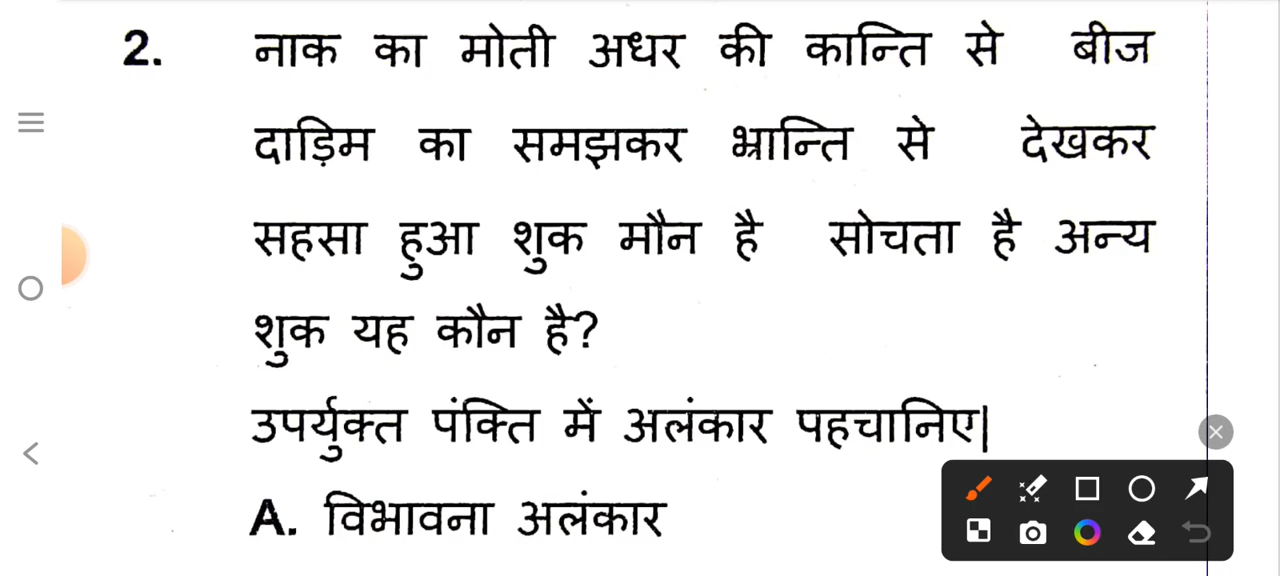 2. नाक का मोती अधर की कान्ति से बीज
दाड़िम का समझकर भ्रान्ति से देखकर
सहसा हुआ शुक मौन है सोचता है अन्य
शुक यह कौन है?
उपर्युक्त पंक्ति में अलंकार पहचानिए|
A. विभावना अलंकार